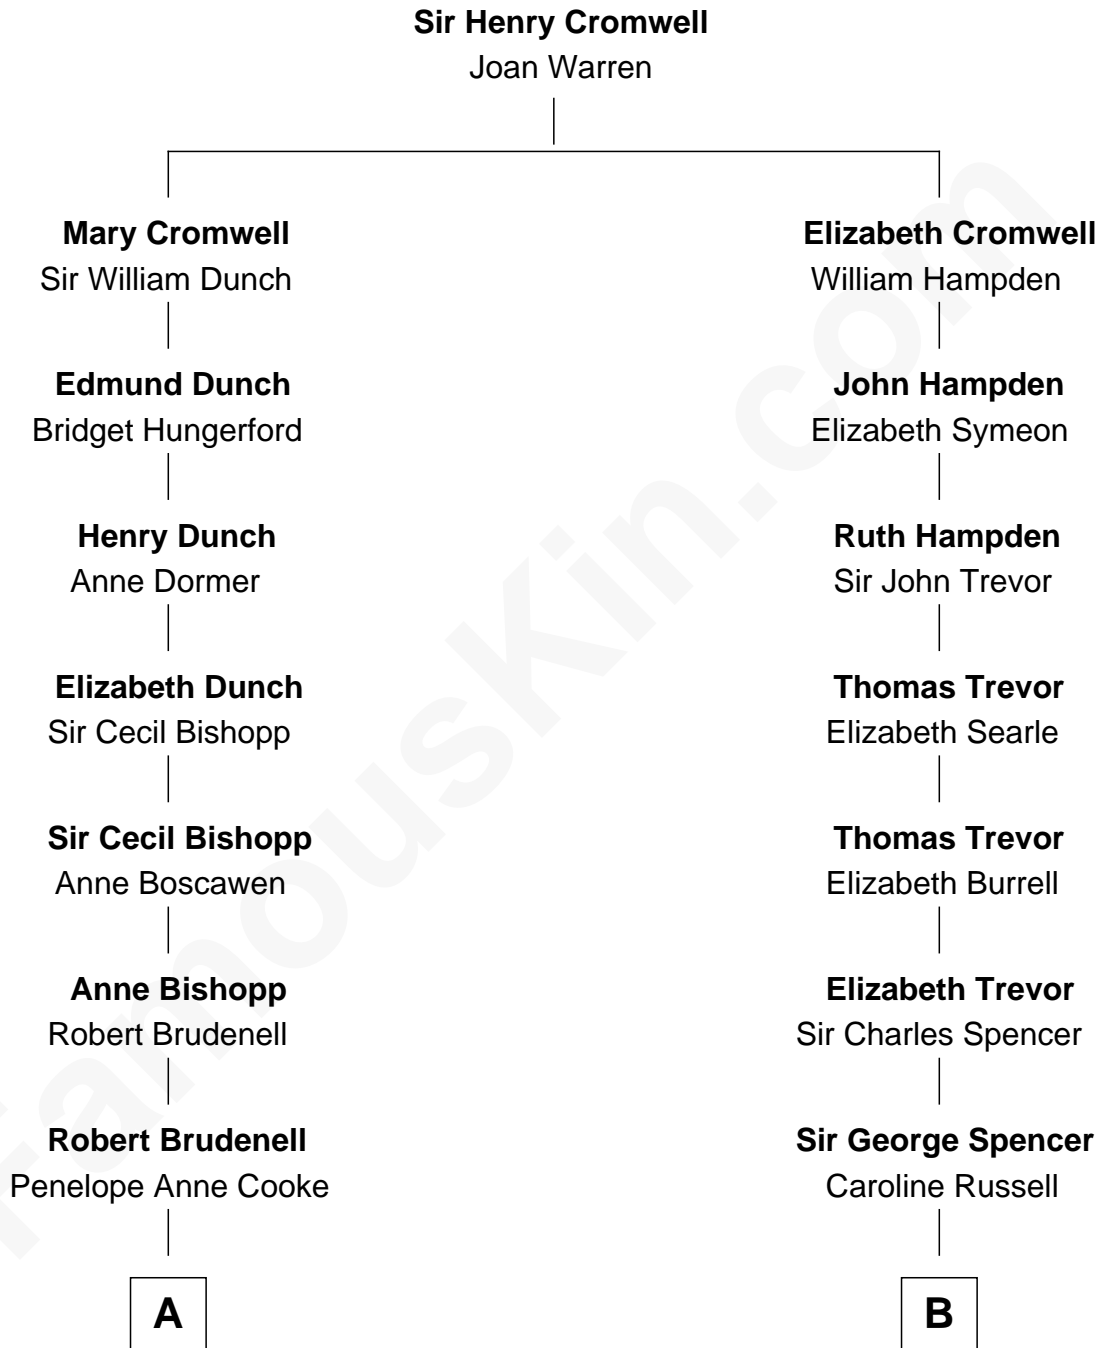 Sir Henry Cromwell
Joan Warren
Mary Cromwell
Sir William Dunch
Elizabeth Cromwell
William Hampden
Edmund Dunch
Bridget Hungerford
John Hampden
Elizabeth Symeon
Henry Dunch
Anne Dormer
Ruth Hampden
Sir John Trevor
Elizabeth Dunch
Sir Cecil Bishopp
Thomas Trevor
Elizabeth Searle
Sir Cecil Bishopp
Anne Boscawen
Thomas Trevor
Elizabeth Burrell
Anne Bishopp
Robert Brudenell
Elizabeth Trevor
Sir Charles Spencer
Robert Brudenell
Penelope Anne Cooke
Sir George Spencer
Caroline Russell
A
B
FamousKin.com